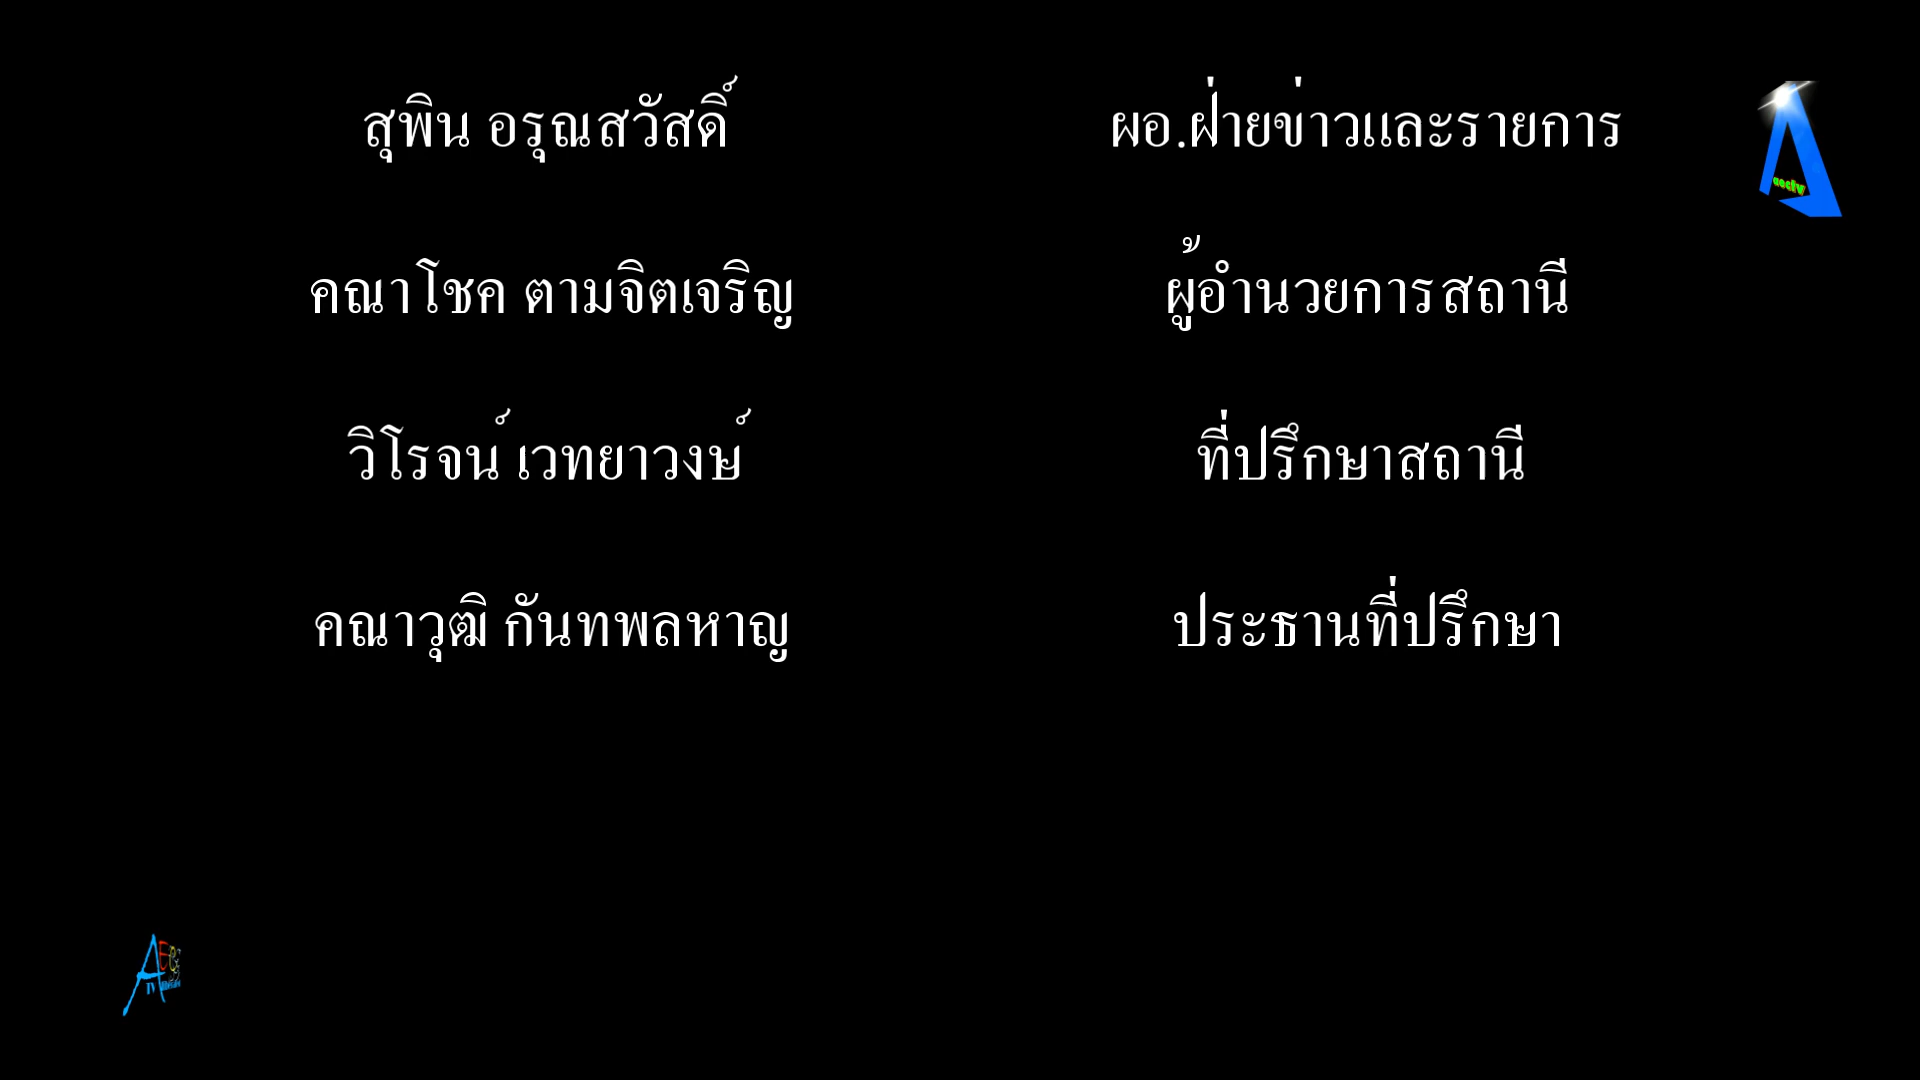 สุพิน อรุณสวัสดิ์ ผอ.ฝ่ายข่าวและรายการ
aectv
คณาโชค ตามจิตเจริญ ผู้อำนวยการสถานี
วิโรจน์ เวทยาวงษ์ ที่ปรึกษาสถานี
คณาวุฒิ กันทพลหาญ ประธานที่ปรึกษา